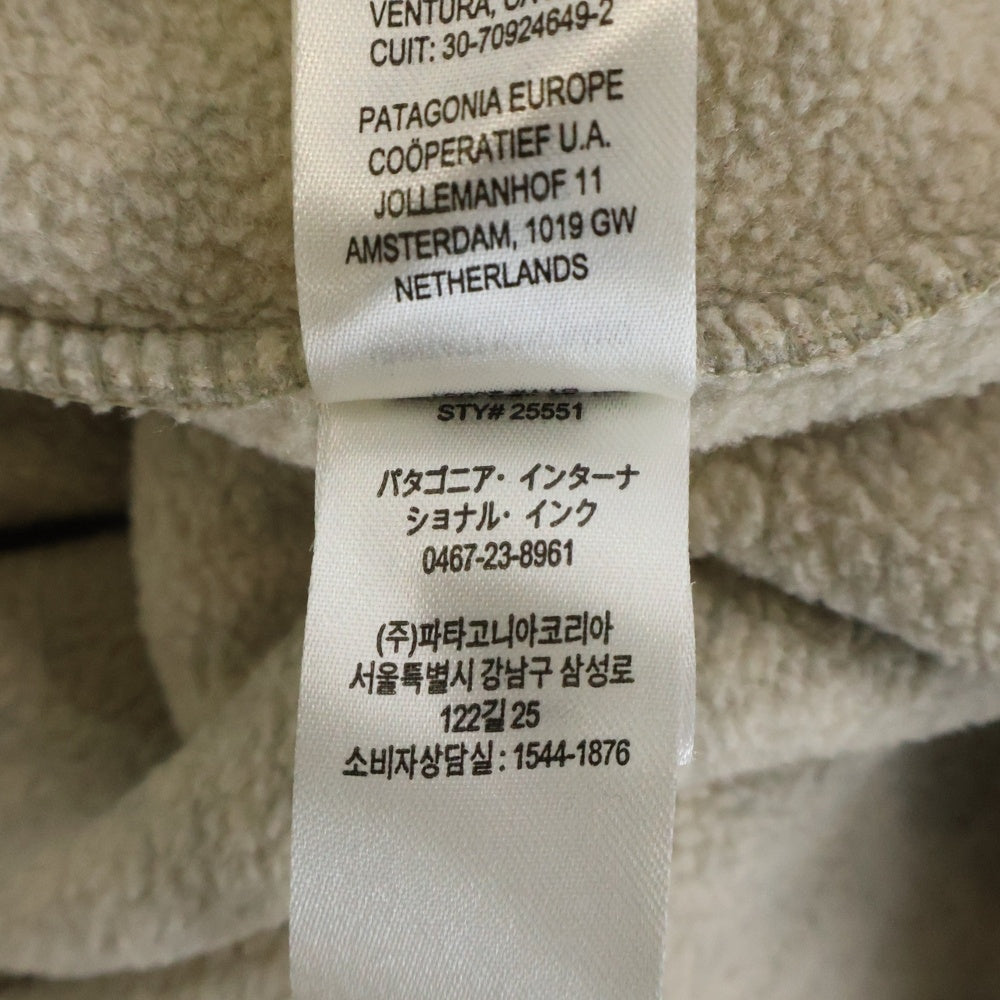 VENTURA, CA
CUIT: 30-70924649-2
PATAGONIA EUROPE
COÖPERATIEF U.A.
JOLLEMANHOF 11
AMSTERDAM, 1019 GW
NETHERLANDS
STY# 25551
パタゴニア・インターナ
ショナル・インク
0467-23-8961
(주)파타고니아코리아
서울특별시 강남구 삼성로
122길 25
소비자상담실 : 1544-1876